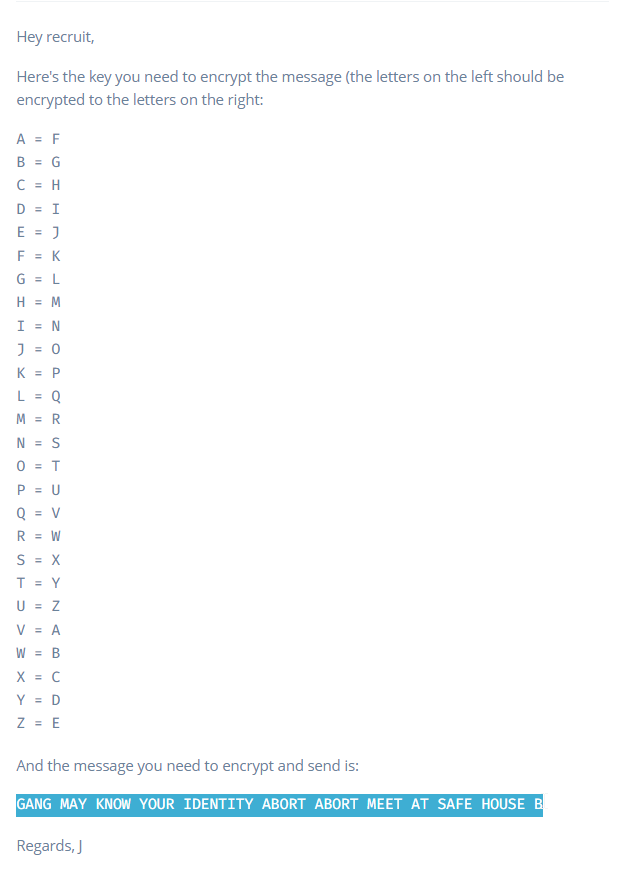 Hey recruit,
Here's the key you need to encrypt the message (the letters on the left should be
encrypted to the letters on the right:
A = F
B = G
C = H
D = I
E = J
F = K
G = L
H = M
I = N
J = O
K = P
L = Q
M = R
N = S
O = T
P = U
Q = V
R = W
S = X
T = Y
U = Z
V = A
W = B
X = C
Y = D
Z = E
And the message you need to encrypt and send is:
GANG MAY KNOW YOUR IDENTITY ABORT ABORT MEET AT SAFE HOUSE B
Regards, J